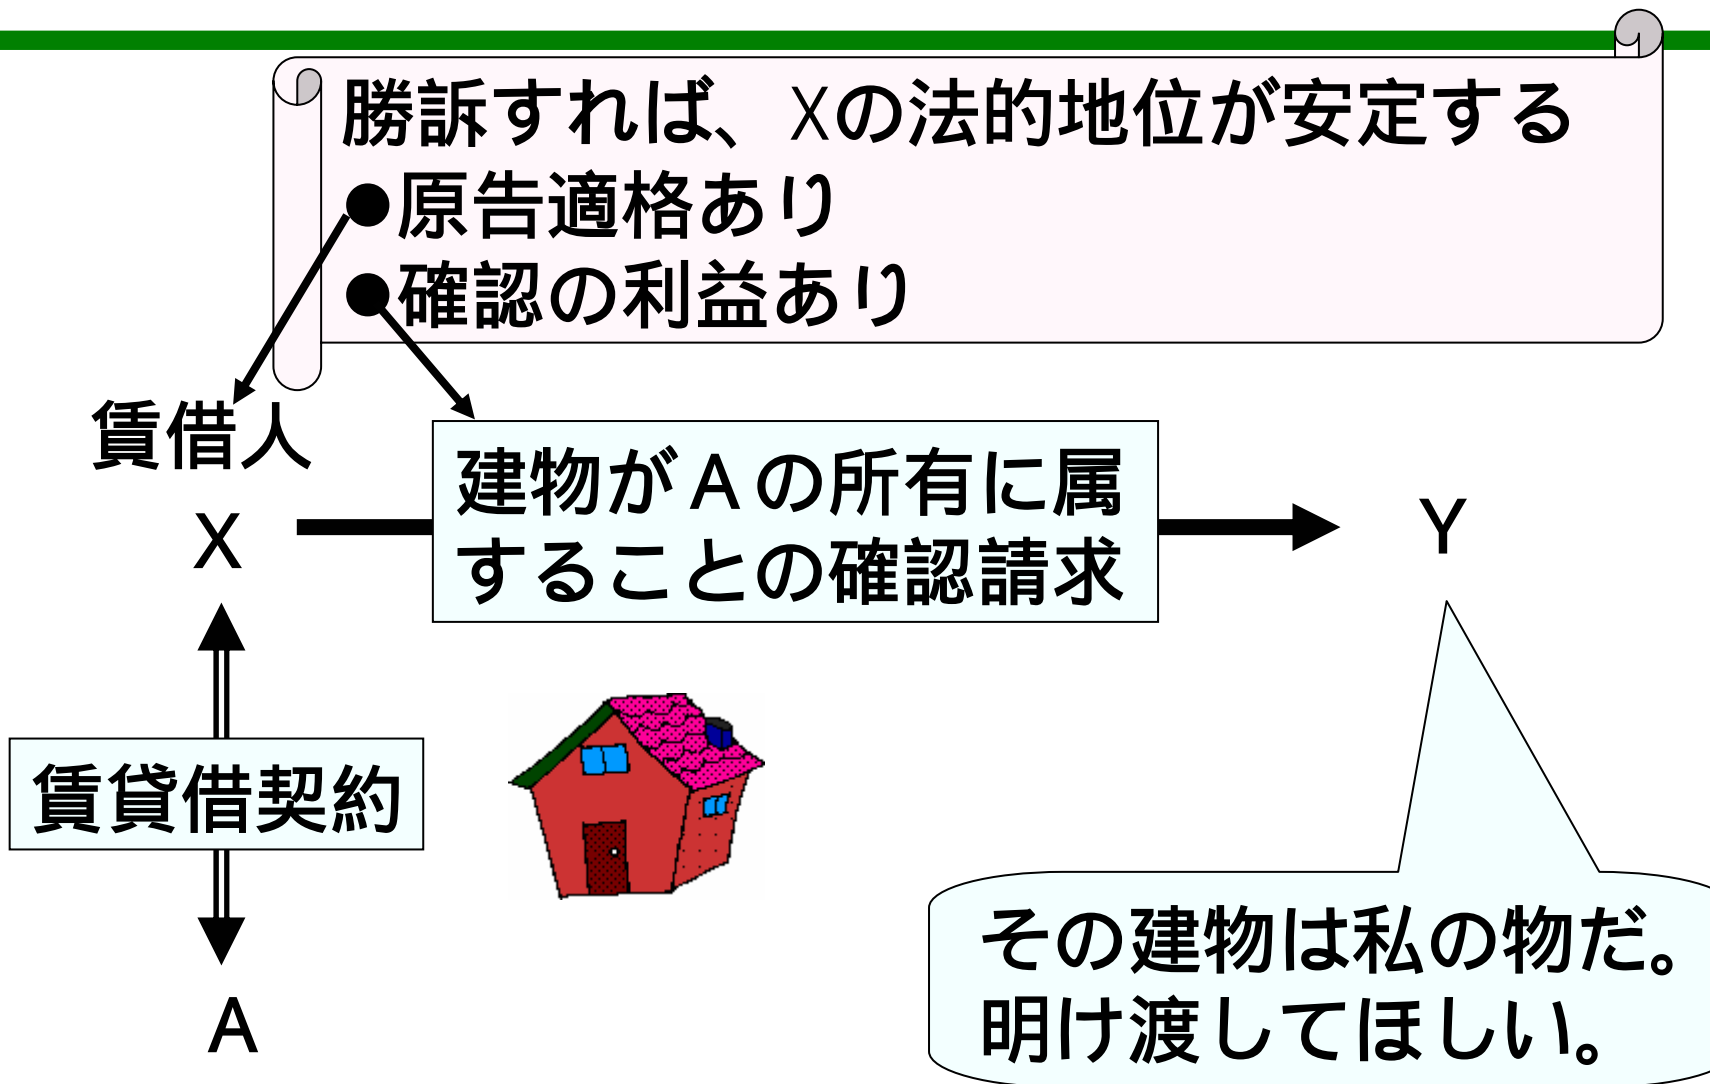 勝訴すれば、Xの法的地位が安定する
●原告適格あり
●確認の利益あり
賃借人
X
建物がAの所有に属
することの確認請求
Y
賃貸借契約
A
その建物は私の物だ。
明け渡してほしい。